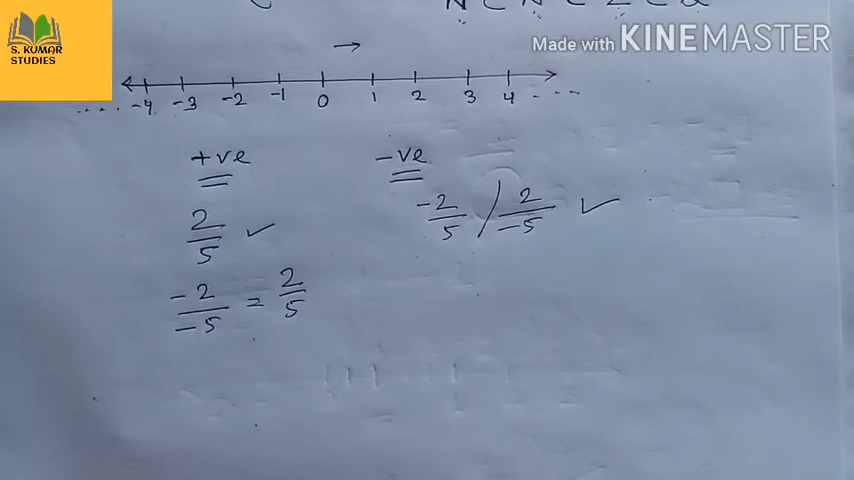 S. KUMAR
STUDIES
Made with KINEMASTER
.... -4 -3 -2 -1 0 1 2 3 4 ....
+ve -ve
2/5 ✓ -2/5 / 2/-5 ✓
-2/-5 = 2/5